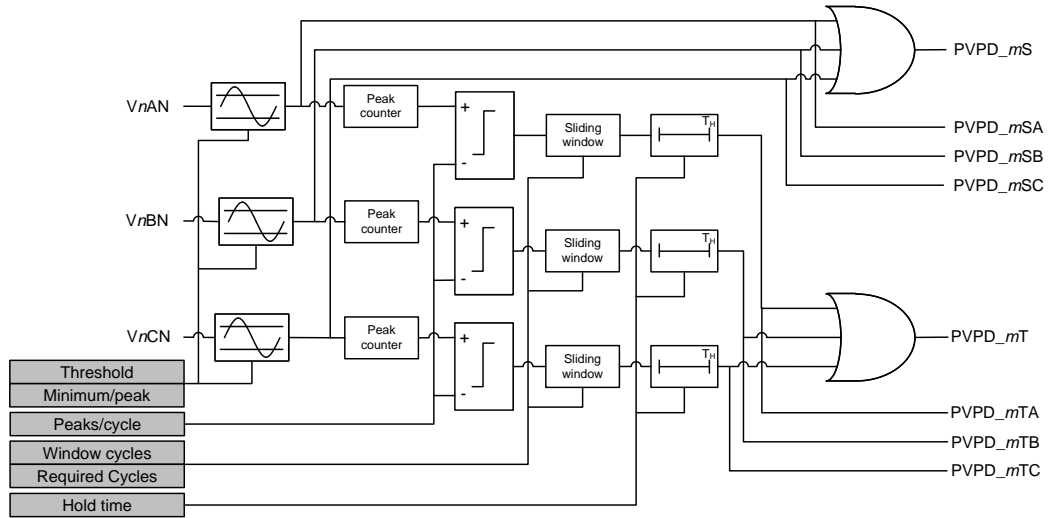 PVPD_mS
VnAN
Peak
counter
+
-
Sliding
window
TH
PVPD_mSA
PVPD_mSB
PVPD_mSC
VnBN
Peak
counter
+
-
Sliding
window
TH
VnCN
Peak
counter
+
-
Sliding
window
TH
PVPD_mT
Threshold
Minimum/peak
Peaks/cycle
Window cycles
Required Cycles
Hold time
PVPD_mTA
PVPD_mTB
PVPD_mTC